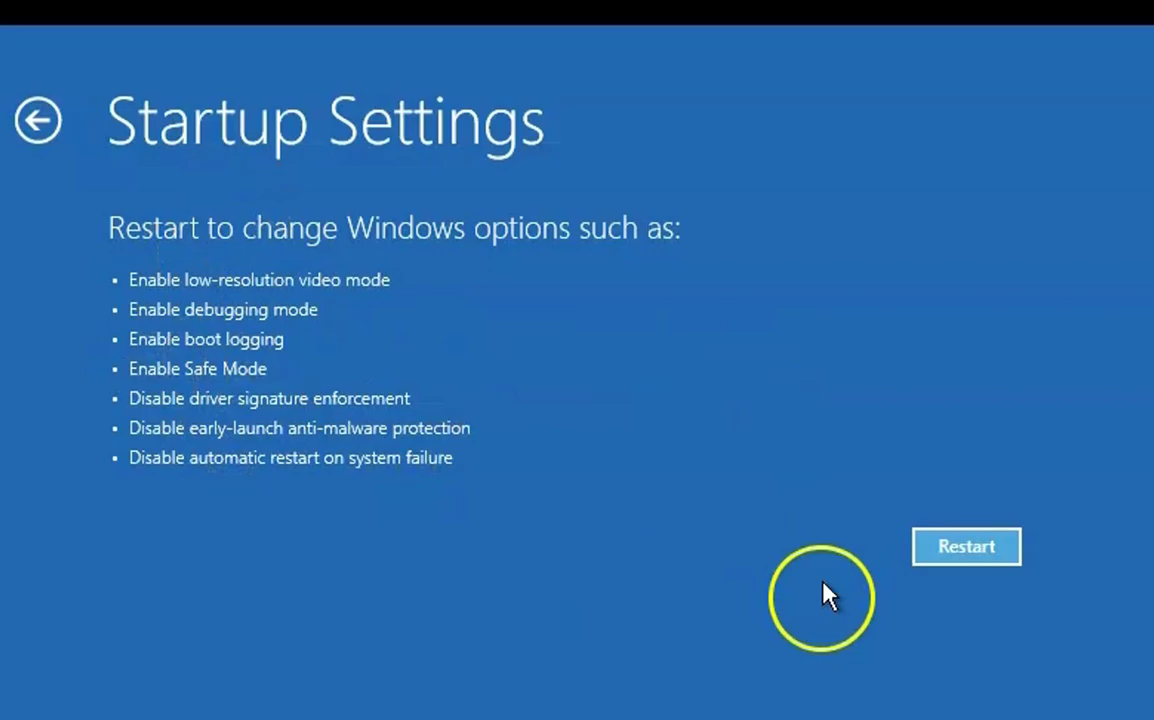 Startup Settings
Restart to change Windows options such as:
• Enable low-resolution video mode
• Enable debugging mode
• Enable boot logging
• Enable Safe Mode
• Disable driver signature enforcement
• Disable early-launch anti-malware protection
• Disable automatic restart on system failure
Restart